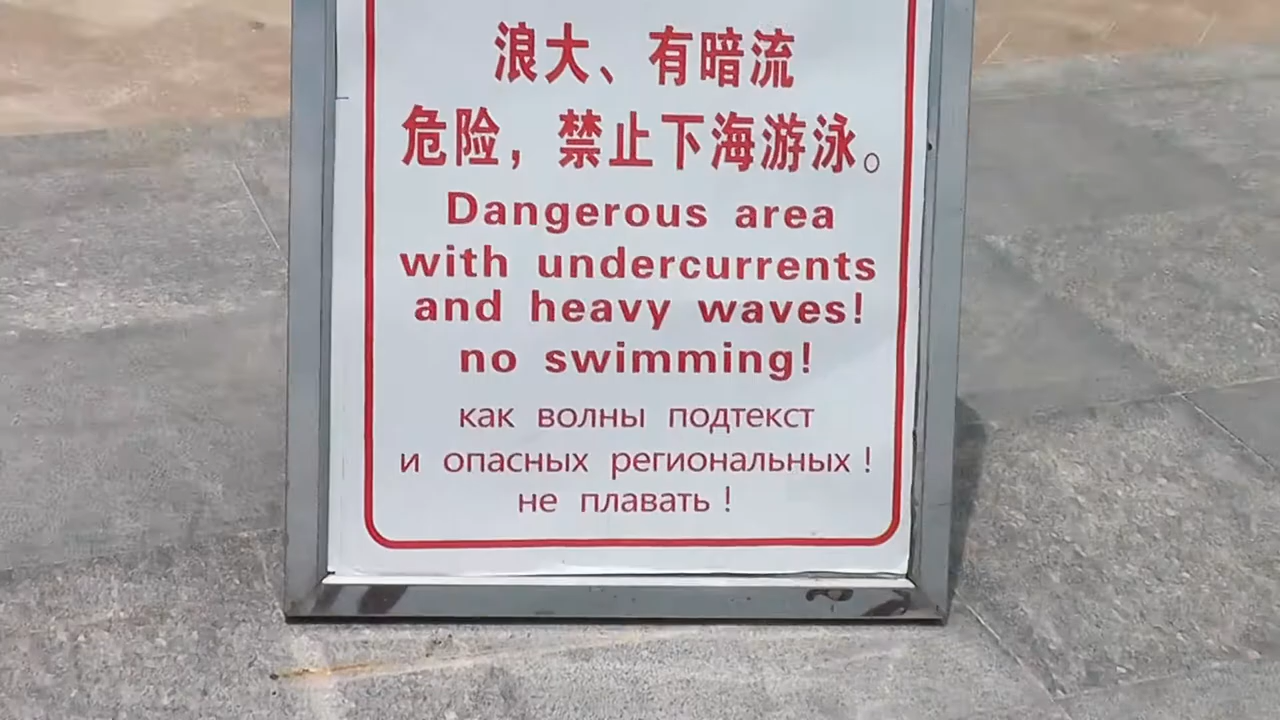 浪大、有暗流
危险，禁止下海游泳。
Dangerous area
with undercurrents
and heavy waves!
no swimming!
как волны подтекст
и опасных региональных !
не плавать !